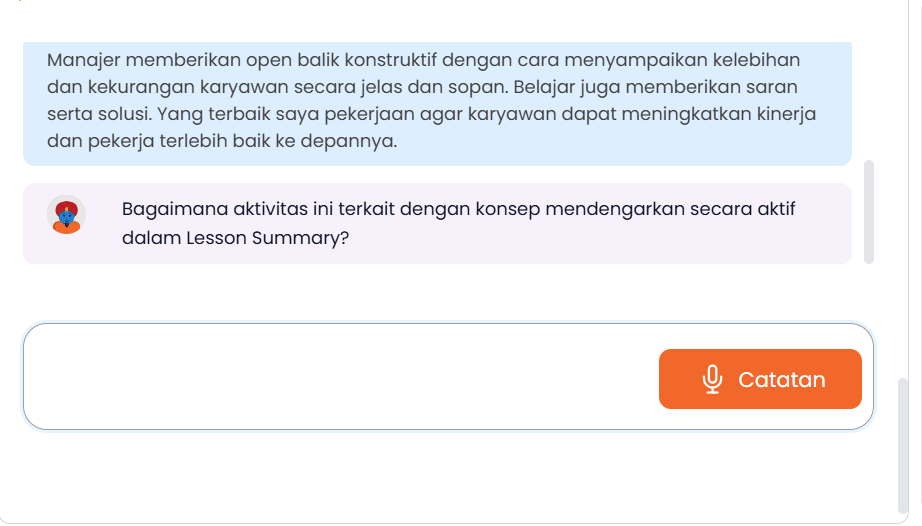 Manajer memberikan open balik konstruktif dengan cara menyampaikan kelebihan
dan kekurangan karyawan secara jelas dan sopan. Belajar juga memberikan saran
serta solusi. Yang terbaik saya pekerjaan agar karyawan dapat meningkatkan kinerja
dan pekerja terlebih baik ke depannya.
Bagaimana aktivitas ini terkait dengan konsep mendengarkan secara aktif
dalam Lesson Summary?
Catatan